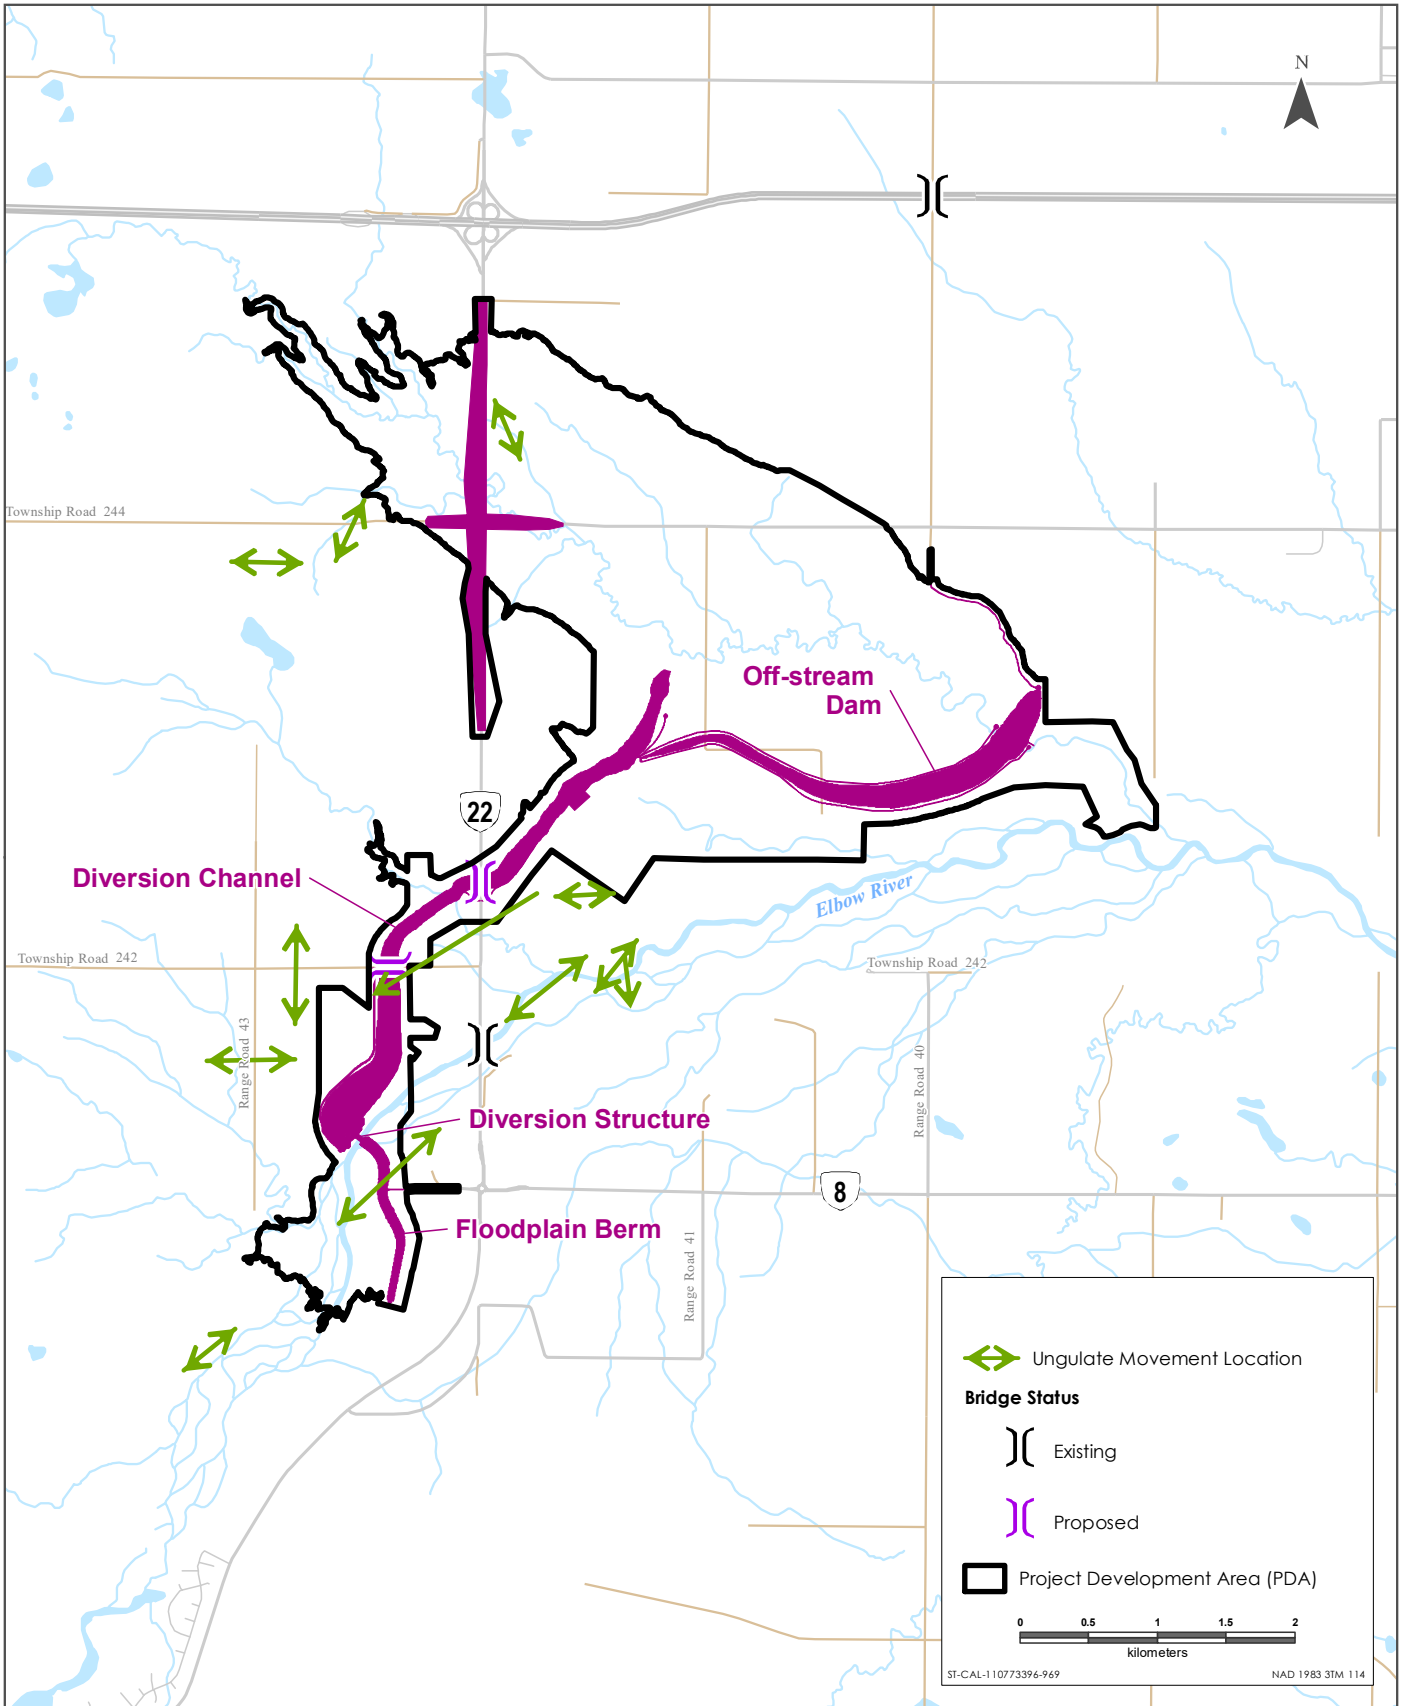 N
Township Road 244
Off-stream
Dam
22
Diversion Channel
Elbow River
Township Road 242
Township Road 242
Range Road 43
Range Road 40
Diversion Structure
8
Floodplain Berm
Range Road 41
Ungulate Movement Location
Bridge Status
Existing
Proposed
Project Development Area (PDA)
0 0.5 1 1.5 2
kilometers
ST-CAL-110773396-969 NAD 1983 3TM 114